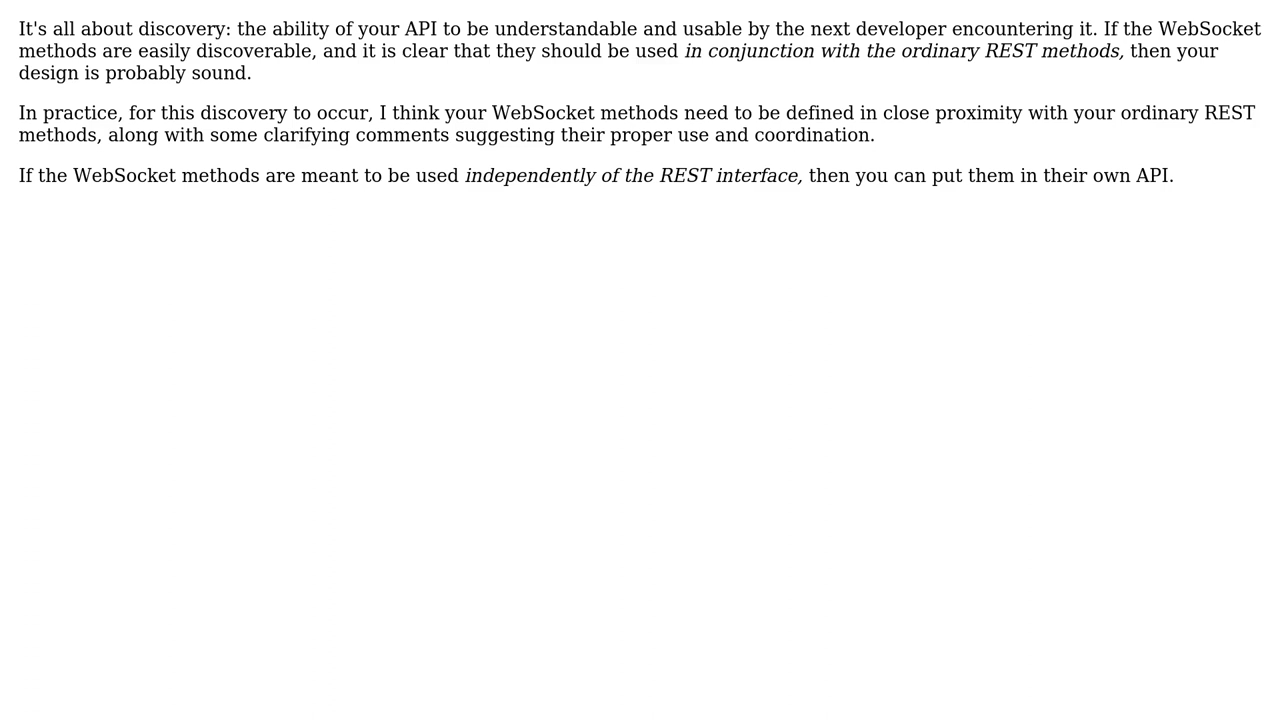 It's all about discovery: the ability of your API to be understandable and usable by the next developer encountering it. If the WebSocket
methods are easily discoverable, and it is clear that they should be used in conjunction with the ordinary REST methods, then your
design is probably sound.
In practice, for this discovery to occur, I think your WebSocket methods need to be defined in close proximity with your ordinary REST
methods, along with some clarifying comments suggesting their proper use and coordination.
If the WebSocket methods are meant to be used independently of the REST interface, then you can put them in their own API.